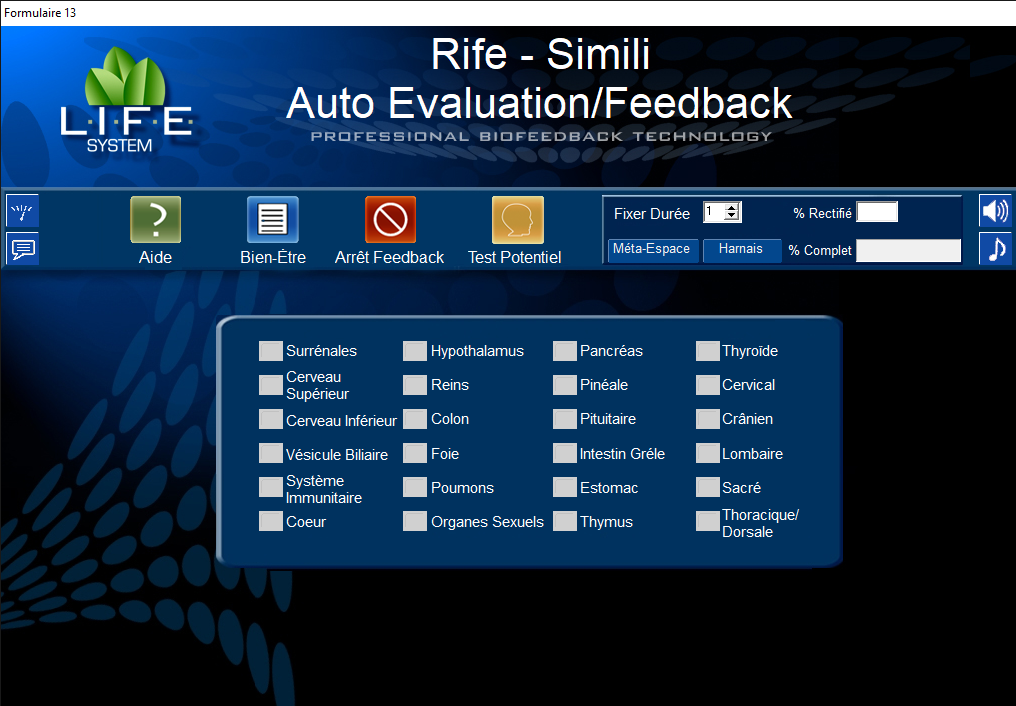 Formulaire 13
Rife - Simili
Auto Evaluation/Feedback
PROFESSIONAL BIOFEEDBACK TECHNOLOGY
L·I·F·E·
SYSTEM
?
Aide
Bien-Être
Arrêt Feedback
Test Potentiel
Fixer Durée 1 % Rectifié
Méta-Espace Harnais % Complet
Surrénales Hypothalamus Pancréas Thyroïde
Cerveau
Supérieur
Reins Pinéale Cervical
Cerveau Inférieur Colon Pituitaire Crânien
Vésicule Biliaire Foie Intestin Gréle Lombaire
Système
Immunitaire
Poumons Estomac Sacré
Coeur Organes Sexuels Thymus
Thoracique/
Dorsale